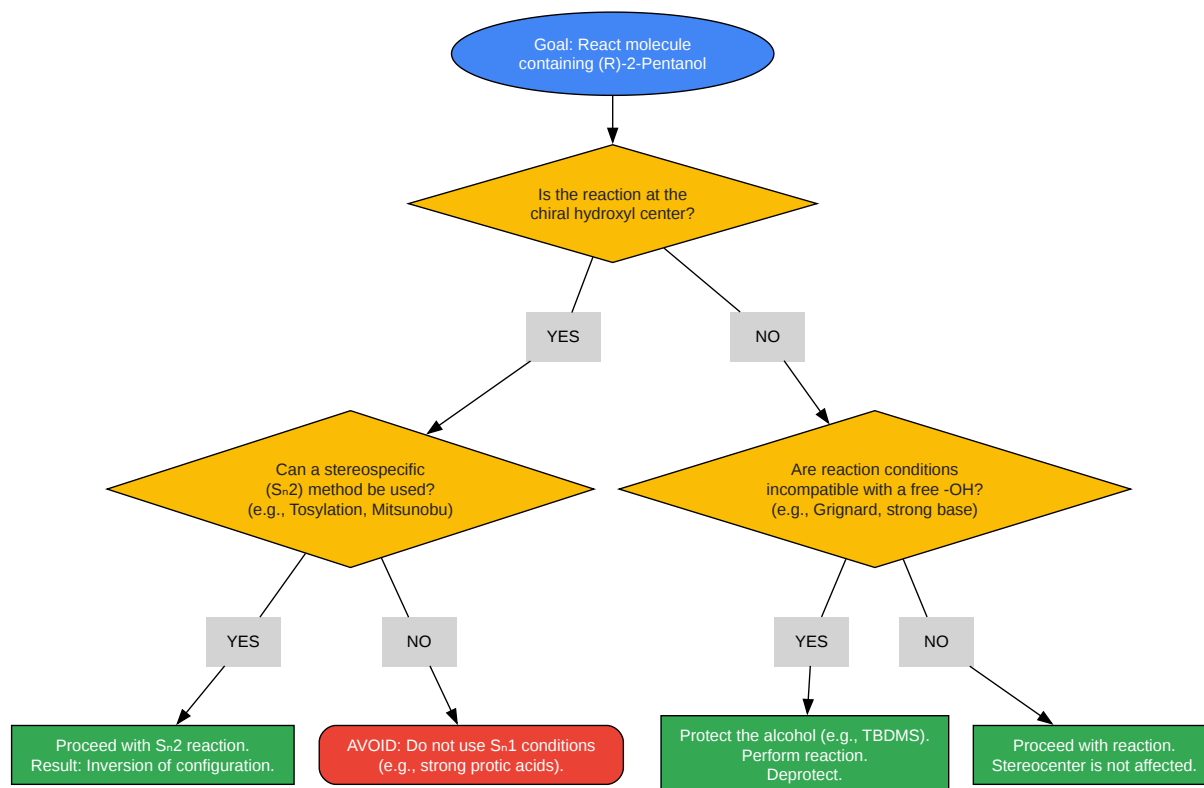 Goal: React molecule
containing (R)-2-Pentanol
Is the reaction at the
chiral hydroxyl center?
YES
NO
Can a stereospecific
(Sₙ2) method be used?
(e.g., Tosylation, Mitsunobu)
Are reaction conditions
incompatible with a free -OH?
(e.g., Grignard, strong base)
YES
NO
YES
NO
Proceed with Sₙ2 reaction.
Result: Inversion of configuration.
AVOID: Do not use Sₙ1 conditions
(e.g., strong protic acids).
Protect the alcohol (e.g., TBDMS).
Perform reaction.
Deprotect.
Proceed with reaction.
Stereocenter is not affected.